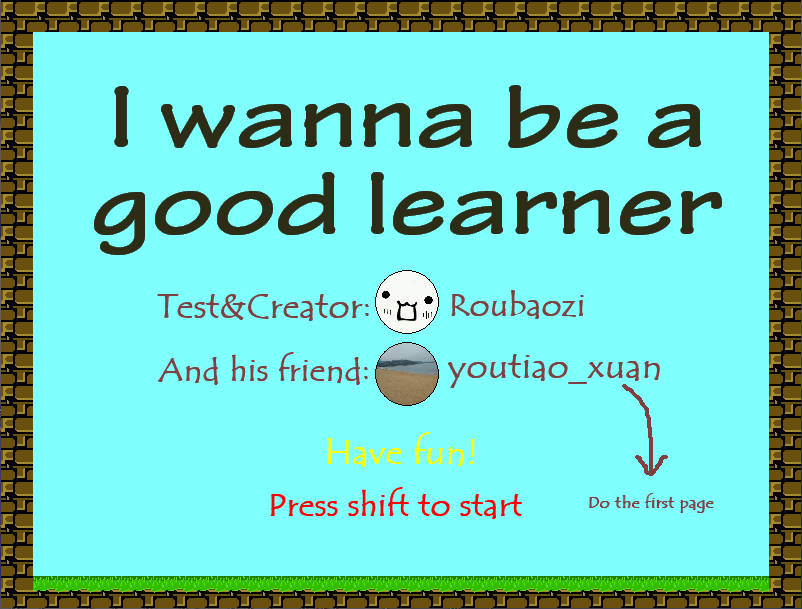 I wanna be a
good learner
Test&Creator: Roubaozi
And his friend: youtiao_xuan
Have fun!
Press shift to start
Do the first page